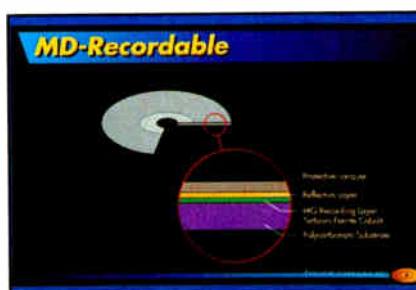 MD-Recordable
Protective Lacquer
Reflective Layer
MO Recording Layer
Terbium Ferrite Cobalt
Polycarbonate Substrate